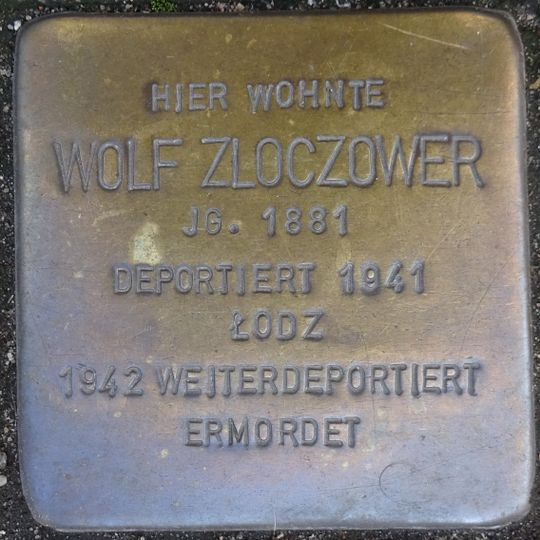 HIER WOHNTE
WOLF ZLOCZOWER
JG. 1881
DEPORTIERT 1941
ŁODZ
1942 WEITERDEPORTIERT
ERMORDET